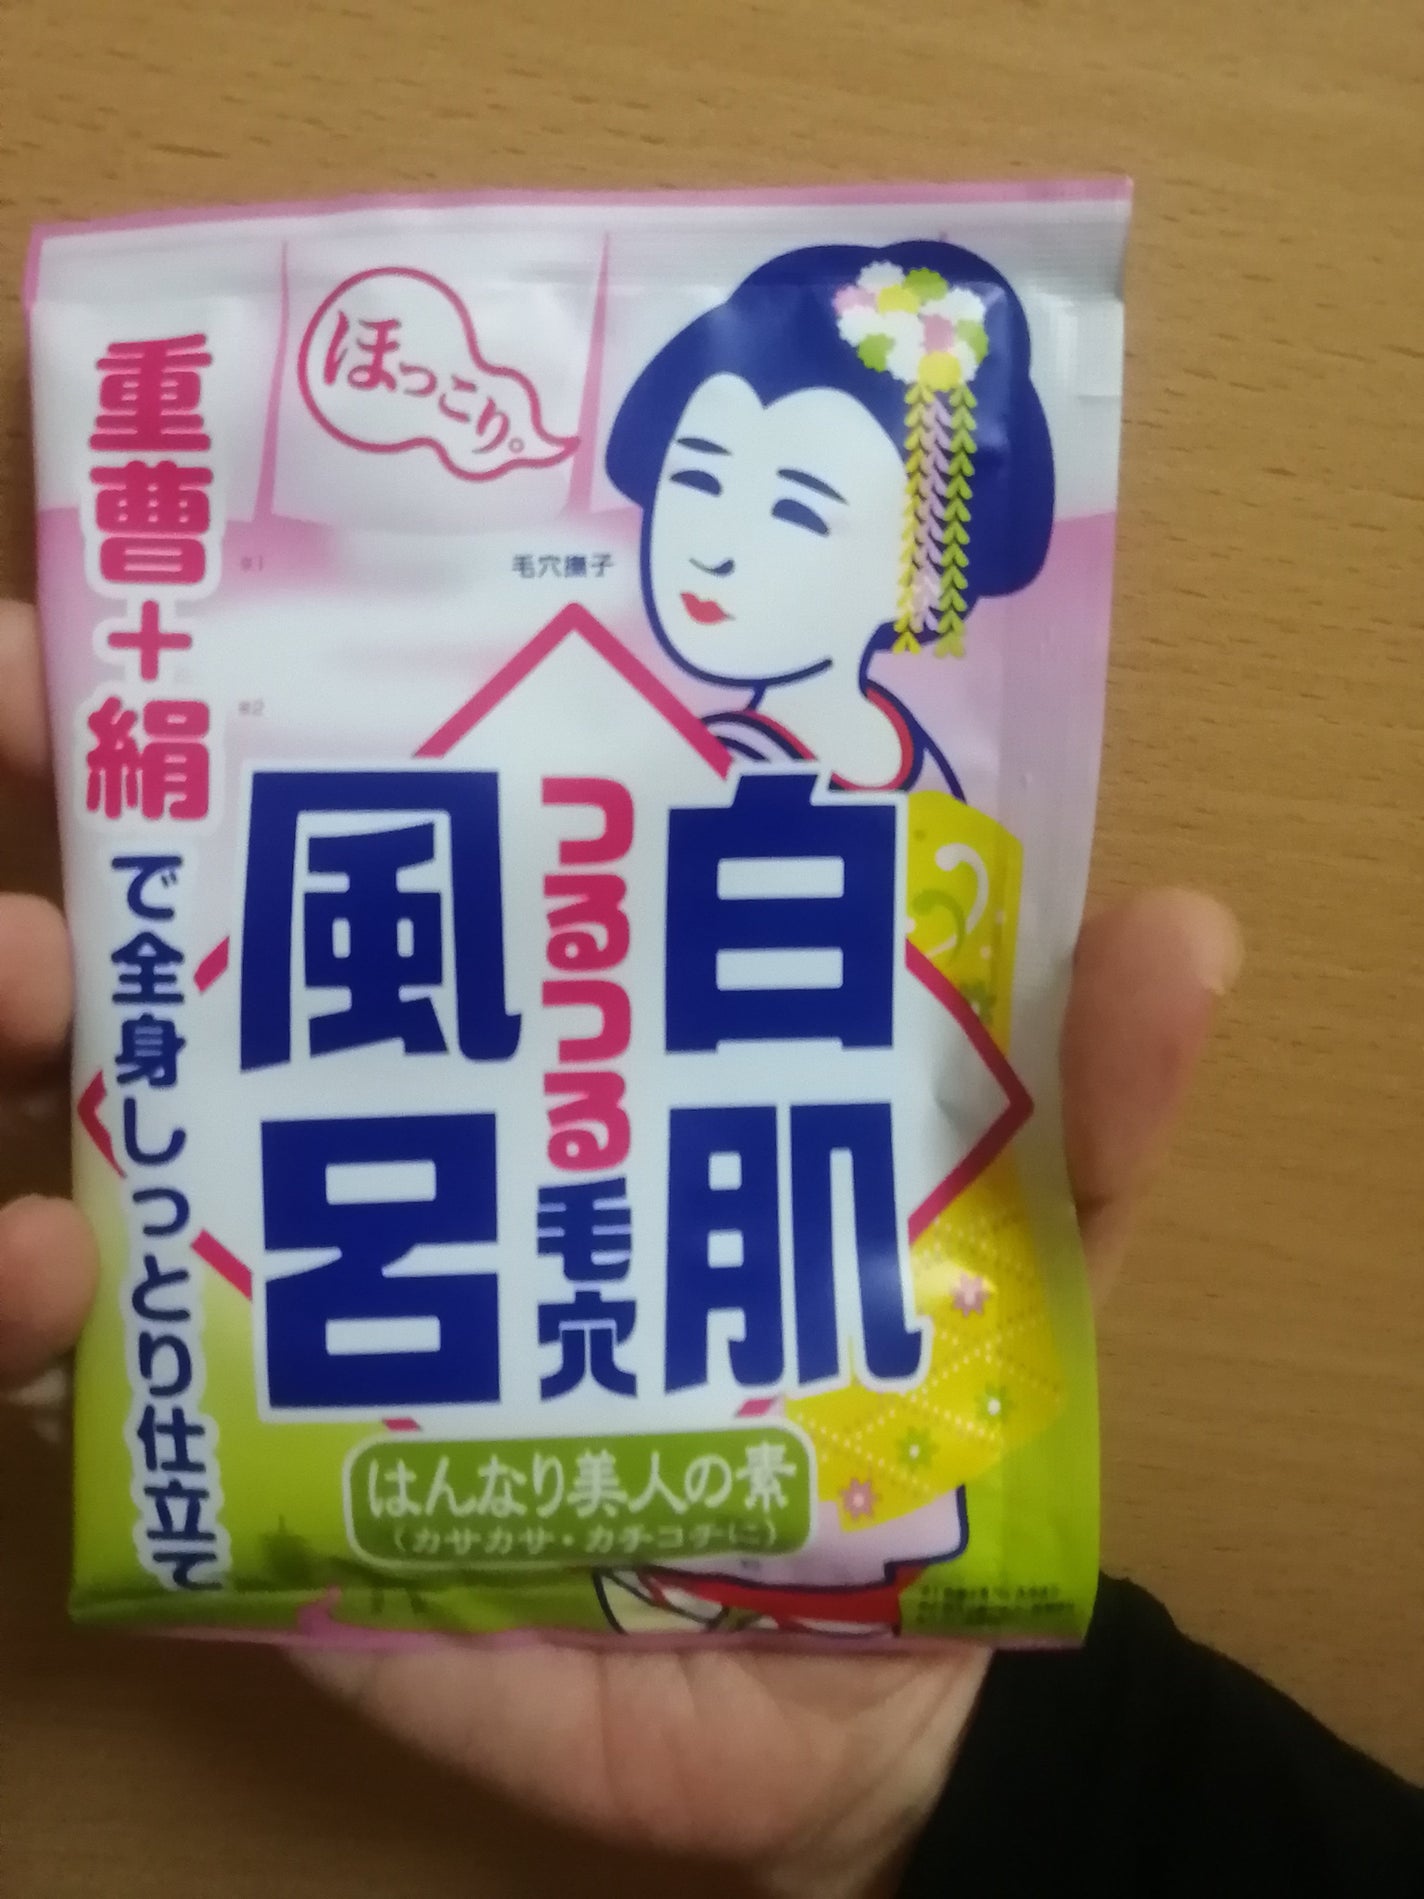 ほっこり。
毛穴撫子
白肌
つるつる毛穴
風呂
重曹+絹で全身しっとり仕立て
※1
※2
はんなり美人の素
(カサカサ・カチコチに)